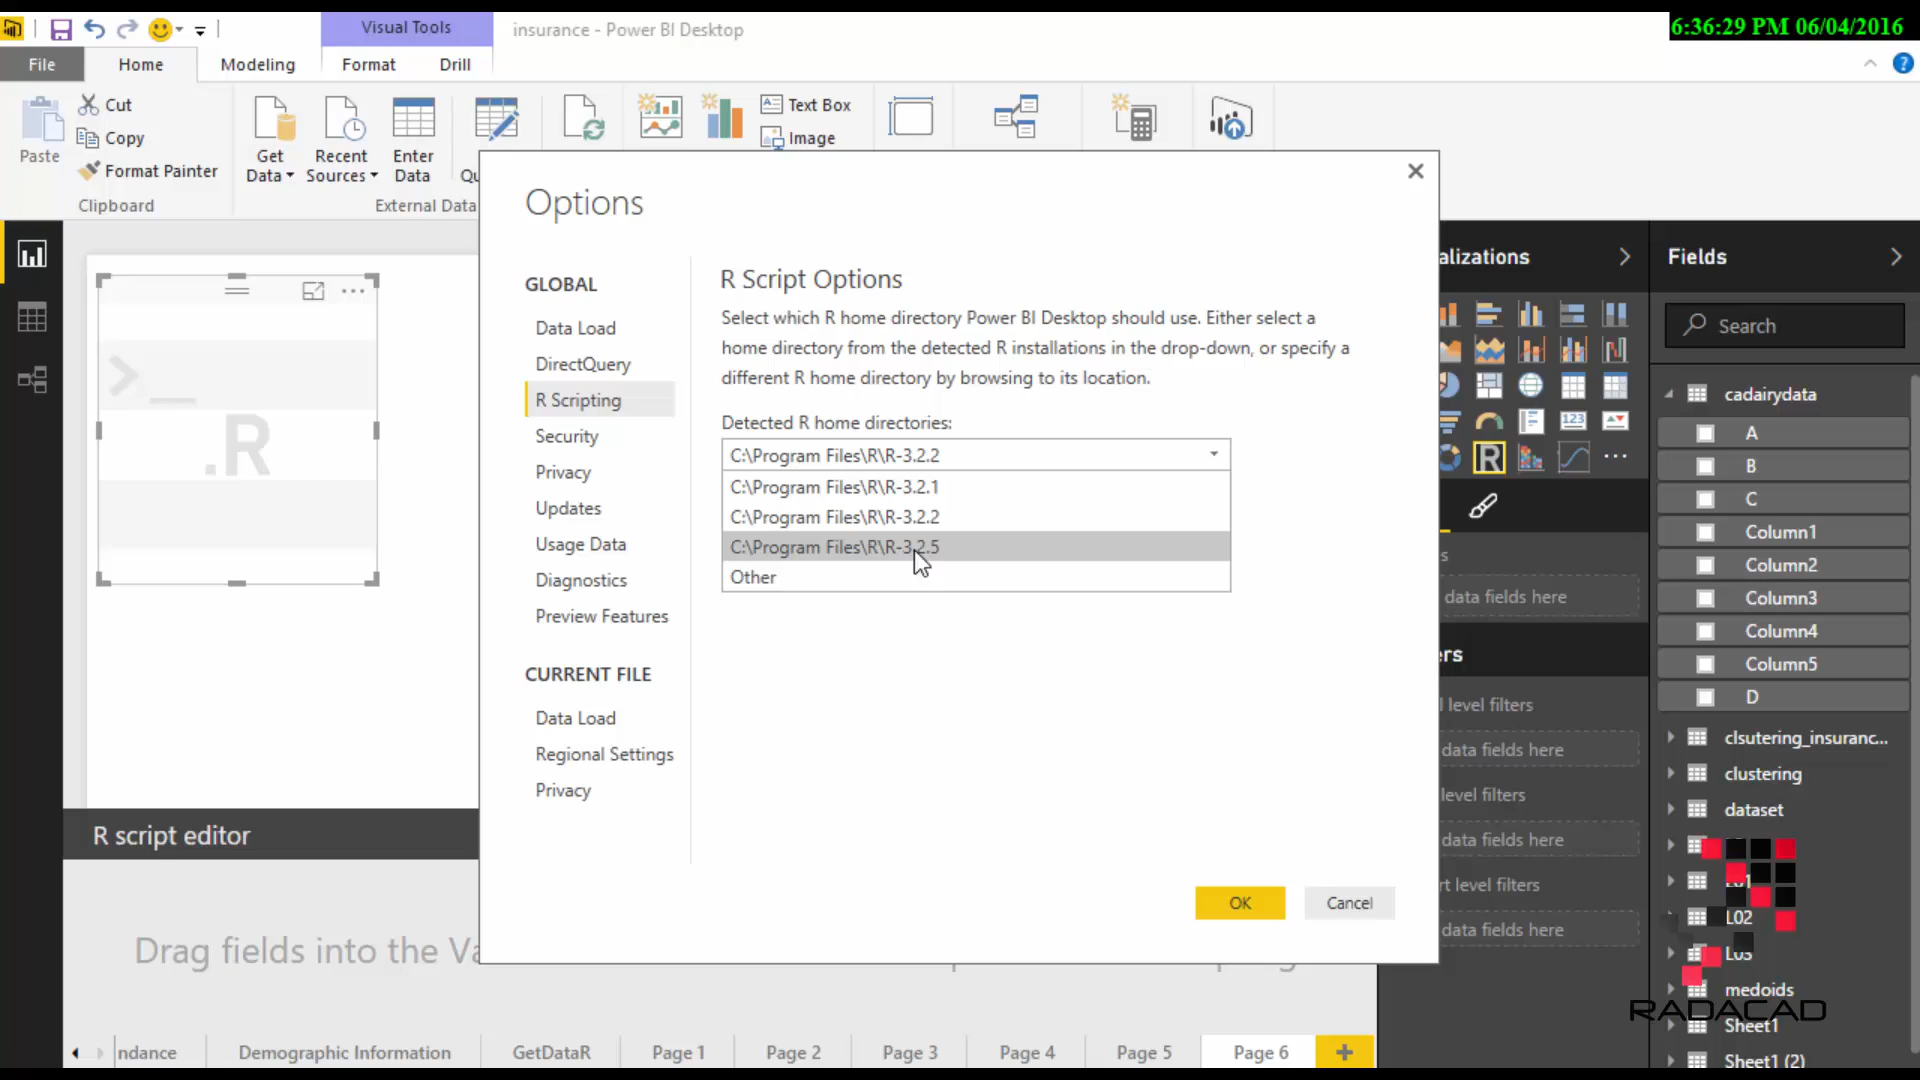 Visual Tools
insurance - Power BI Desktop
6:36:29 PM 06/04/2016
File
Home
Modeling
Format
Drill
Paste
Cut
Copy
Format Painter
Clipboard
Get
Data
Recent
Sources
Enter
Data
External Data
Text Box
Image
Options
GLOBAL
Data Load
DirectQuery
R Scripting
Security
Privacy
Updates
Usage Data
Diagnostics
Preview Features
CURRENT FILE
Data Load
Regional Settings
Privacy
R Script Options
Select which R home directory Power BI Desktop should use. Either select a
home directory from the detected R installations in the drop-down, or specify a
different R home directory by browsing to its location.
Detected R home directories:
C:\Program Files\R\R-3.2.2
C:\Program Files\R\R-3.2.1
C:\Program Files\R\R-3.2.2
C:\Program Files\R\R-3.2.5
Other
OK
Cancel
.R
R script editor
Drag fields into the
ndance
Demographic Information
GetDataR
Page 1
Page 2
Page 3
Page 4
Page 5
Page 6
alizations
123
R
data fields here
ers
level filters
data fields here
level filters
data fields here
rt level filters
data fields here
Fields
Search
cadairydata
A
B
C
Column1
Column2
Column3
Column4
Column5
D
clsutering_insuranc...
clustering
dataset
L02
L03
medoids
RADACAD
Sheet1
Sheet1 (2)